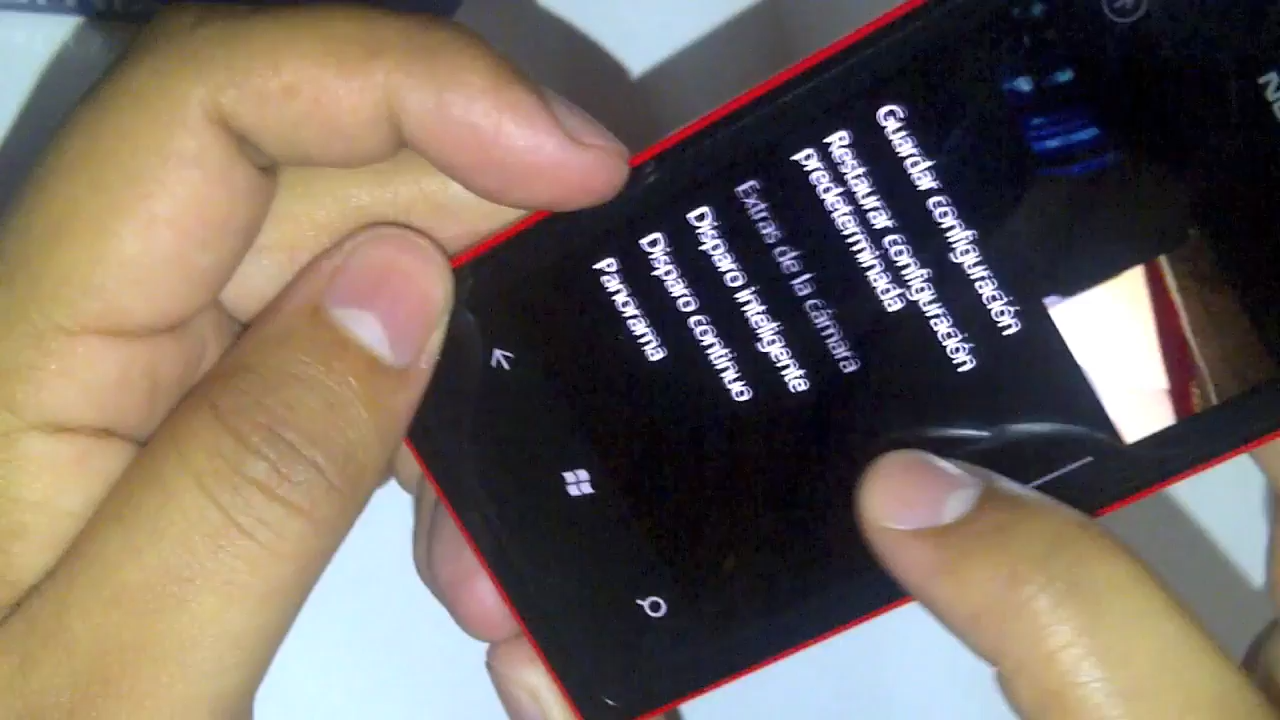 Guardar configuración
Restaurar configuración
predeterminada
Extras de la cámara
Disparo inteligente
Disparo continuo
Panorama